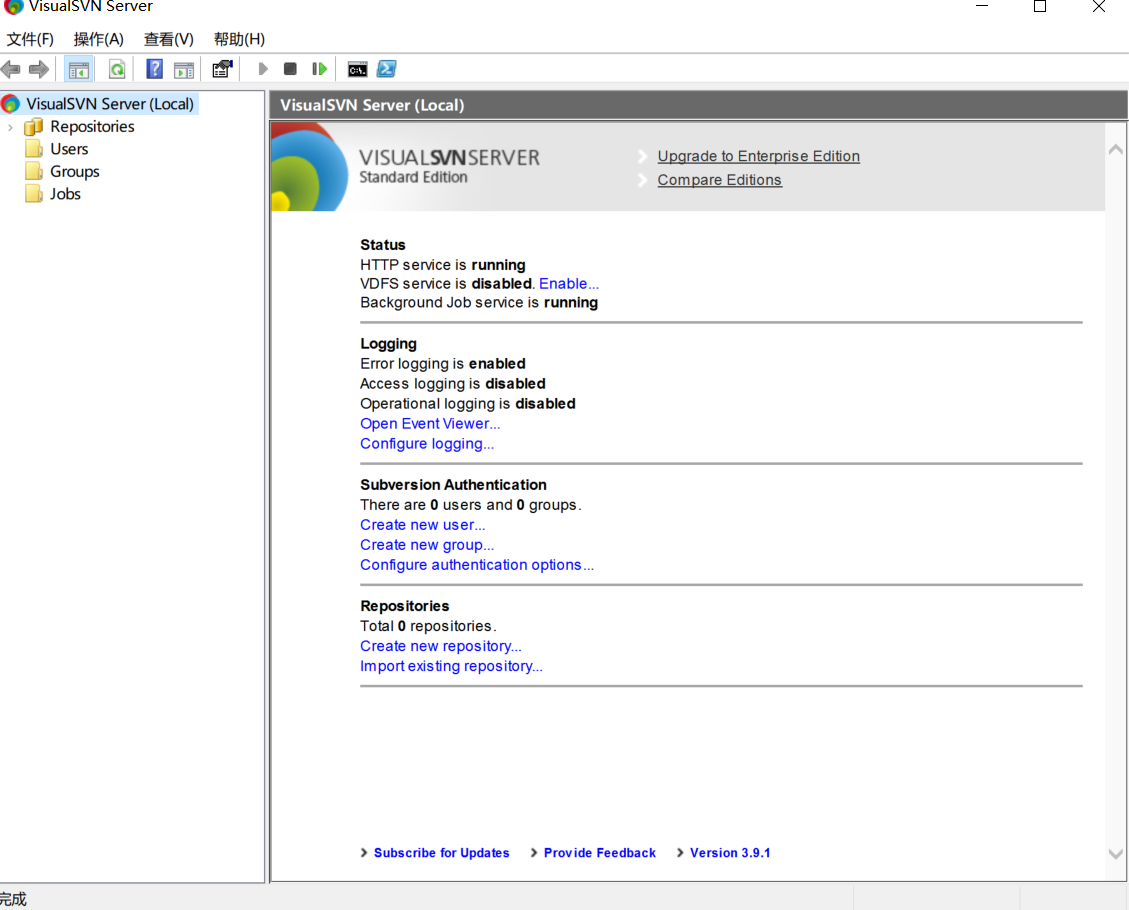 VisualSVN Server
文件(F) 操作(A) 查看(V) 帮助(H)
VisualSVN Server (Local)
Repositories
Users
Groups
Jobs
VisualSVN Server (Local)
VISUALSVNSERVER
Standard Edition
Upgrade to Enterprise Edition
Compare Editions
Status
HTTP service is running
VDFS service is disabled. Enable...
Background Job service is running
Logging
Error logging is enabled
Access logging is disabled
Operational logging is disabled
Open Event Viewer...
Configure logging...
Subversion Authentication
There are 0 users and 0 groups.
Create new user...
Create new group...
Configure authentication options...
Repositories
Total 0 repositories.
Create new repository...
Import existing repository...
Subscribe for Updates Provide Feedback Version 3.9.1
完成